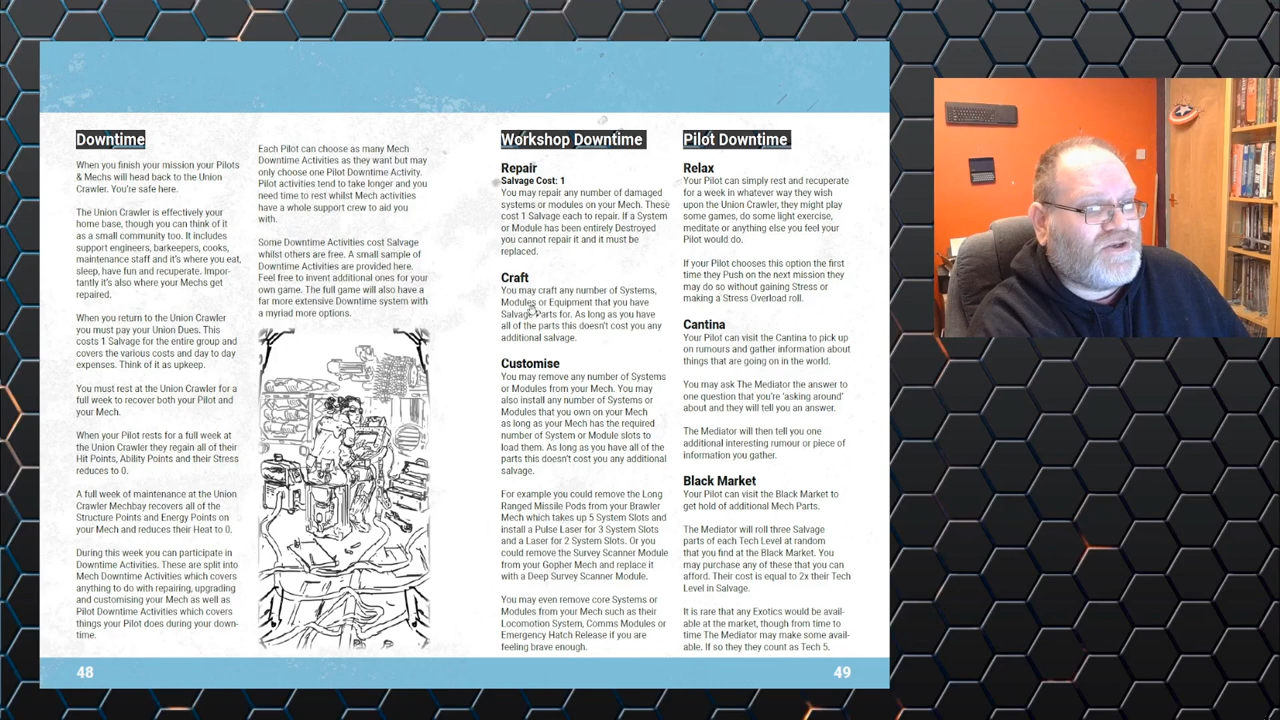 Downtime
When you finish your mission your Pilots
& Mechs will head back to the Union
Crawler. You're safe here.
The Union Crawler is effectively your
home base, though you can think of it
as a small community too. It includes
support engineers, barkeepers, cooks,
maintenance staff and it's where you eat,
sleep, have fun and recuperate. Impor-
tantly it's also where your Mechs get
repaired.
When you return to the Union Crawler
you must pay your Union Dues. This
costs 1 Salvage for the entire group and
covers the various costs and day to day
expenses. Think of it as upkeep.
You must rest at the Union Crawler for a
full week to recover both your Pilot and
your Mech.
When your Pilot rests for a full week at
the Union Crawler they regain all of their
Hit Points, Ability Points and their Stress
reduces to 0.
A full week of maintenance at the Union
Crawler Mechbay recovers all of the
Structure Points and Energy Points on
your Mech and reduces their Heat to 0.
During this week you can participate in
Downtime Activities. These are split into
Mech Downtime Activities which covers
anything to do with repairing, upgrading
and customising your Mech as well as
Pilot Downtime Activities which covers
things your Pilot does during your down-
time.
Each Pilot can choose as many Mech
Downtime Activities as they want but may
only choose one Pilot Downtime Activity.
Pilot activities tend to take longer and you
need time to rest whilst Mech activities
have a whole support crew to aid you
with.
Some Downtime Activities cost Salvage
whilst others are free. A small sample of
Downtime Activities are provided here.
Feel free to invent additional ones for your
own game. The full game will also have a
far more extensive Downtime system with
a myriad more options.
48
Workshop Downtime
Repair
Salvage Cost: 1
You may repair any number of damaged
systems or modules on your Mech. These
cost 1 Salvage each to repair. If a System
or Module has been entirely Destroyed
you cannot repair it and it must be
replaced.
Craft
You may craft any number of Systems,
Modules or Equipment that you have
Salvage Parts for. As long as you have
all of the parts this doesn't cost you any
additional salvage.
Customise
You may remove any number of Systems
or Modules from your Mech. You may
also install any number of Systems or
Modules that you own on your Mech
as long as your Mech has the required
number of System or Module slots to
load them. As long as you have all of the
parts this doesn't cost you any additional
salvage.
For example you could remove the Long
Ranged Missile Pods from your Brawler
Mech which takes up 5 System Slots and
install a Pulse Laser for 3 System Slots
and a Laser for 2 System Slots. Or you
could remove the Survey Scanner Module
from your Gopher Mech and replace it
with a Deep Survey Scanner Module.
You may even remove core Systems or
Modules from your Mech such as their
Locomotion System, Comms Modules or
Emergency Hatch Release if you are
feeling brave enough.
Pilot Downtime
Relax
Your Pilot can simply rest and recuperate
for a week in whatever way they wish
upon the Union Crawler, they might play
some games, do some light exercise,
meditate or anything else you feel your
Pilot would do.
If your Pilot chooses this option the first
time they Push on the next mission they
may do so without gaining Stress or
making a Stress Overload roll.
Cantina
Your Pilot can visit the Cantina to pick up
on rumours and gather information about
things that are going on in the world.
You may ask The Mediator the answer to
one question that you're 'asking around'
about and they will tell you an answer.
The Mediator will then tell you one
additional interesting rumour or piece of
information you gather.
Black Market
Your Pilot can visit the Black Market to
get hold of additional Mech Parts.
The Mediator will roll three Salvage
parts of each Tech Level at random
that you find at the Black Market. You
may purchase any of these that you can
afford. Their cost is equal to 2x their Tech
Level in Salvage.
It is rare that any Exotics would be avail-
able at the market, though from time to
time The Mediator may make some avail-
able. If so they they count as Tech 5.
49